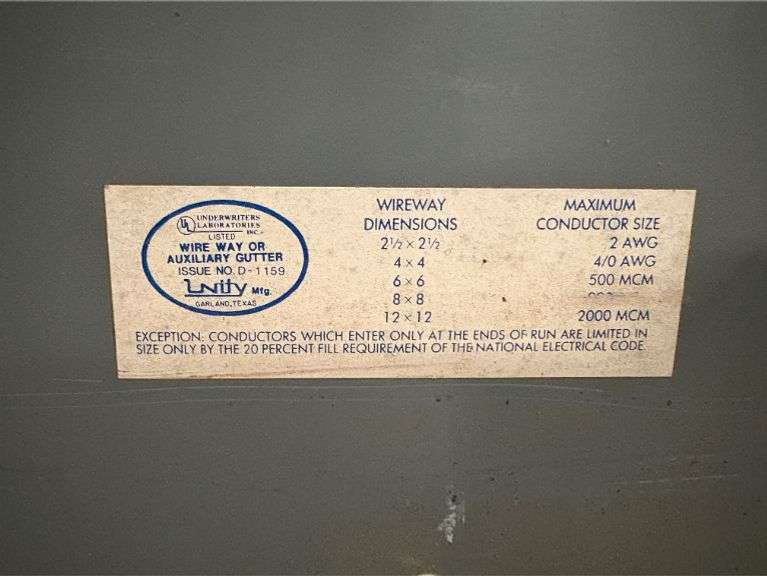 UL
UNDERWRITERS
LABORATORIES
INC.
LISTED
WIRE WAY OR
AUXILIARY GUTTER
ISSUE NO. D-1159
Unity Mfg.
GARLAND, TEXAS
WIREWAY MAXIMUM
DIMENSIONS CONDUCTOR SIZE
2½ × 2½ 2 AWG
4 × 4 4/0 AWG
6 × 6 500 MCM
8 × 8
12 × 12 2000 MCM
EXCEPTION: CONDUCTORS WHICH ENTER ONLY AT THE ENDS OF RUN ARE LIMITED IN
SIZE ONLY BY THE 20 PERCENT FILL REQUIREMENT OF THE NATIONAL ELECTRICAL CODE